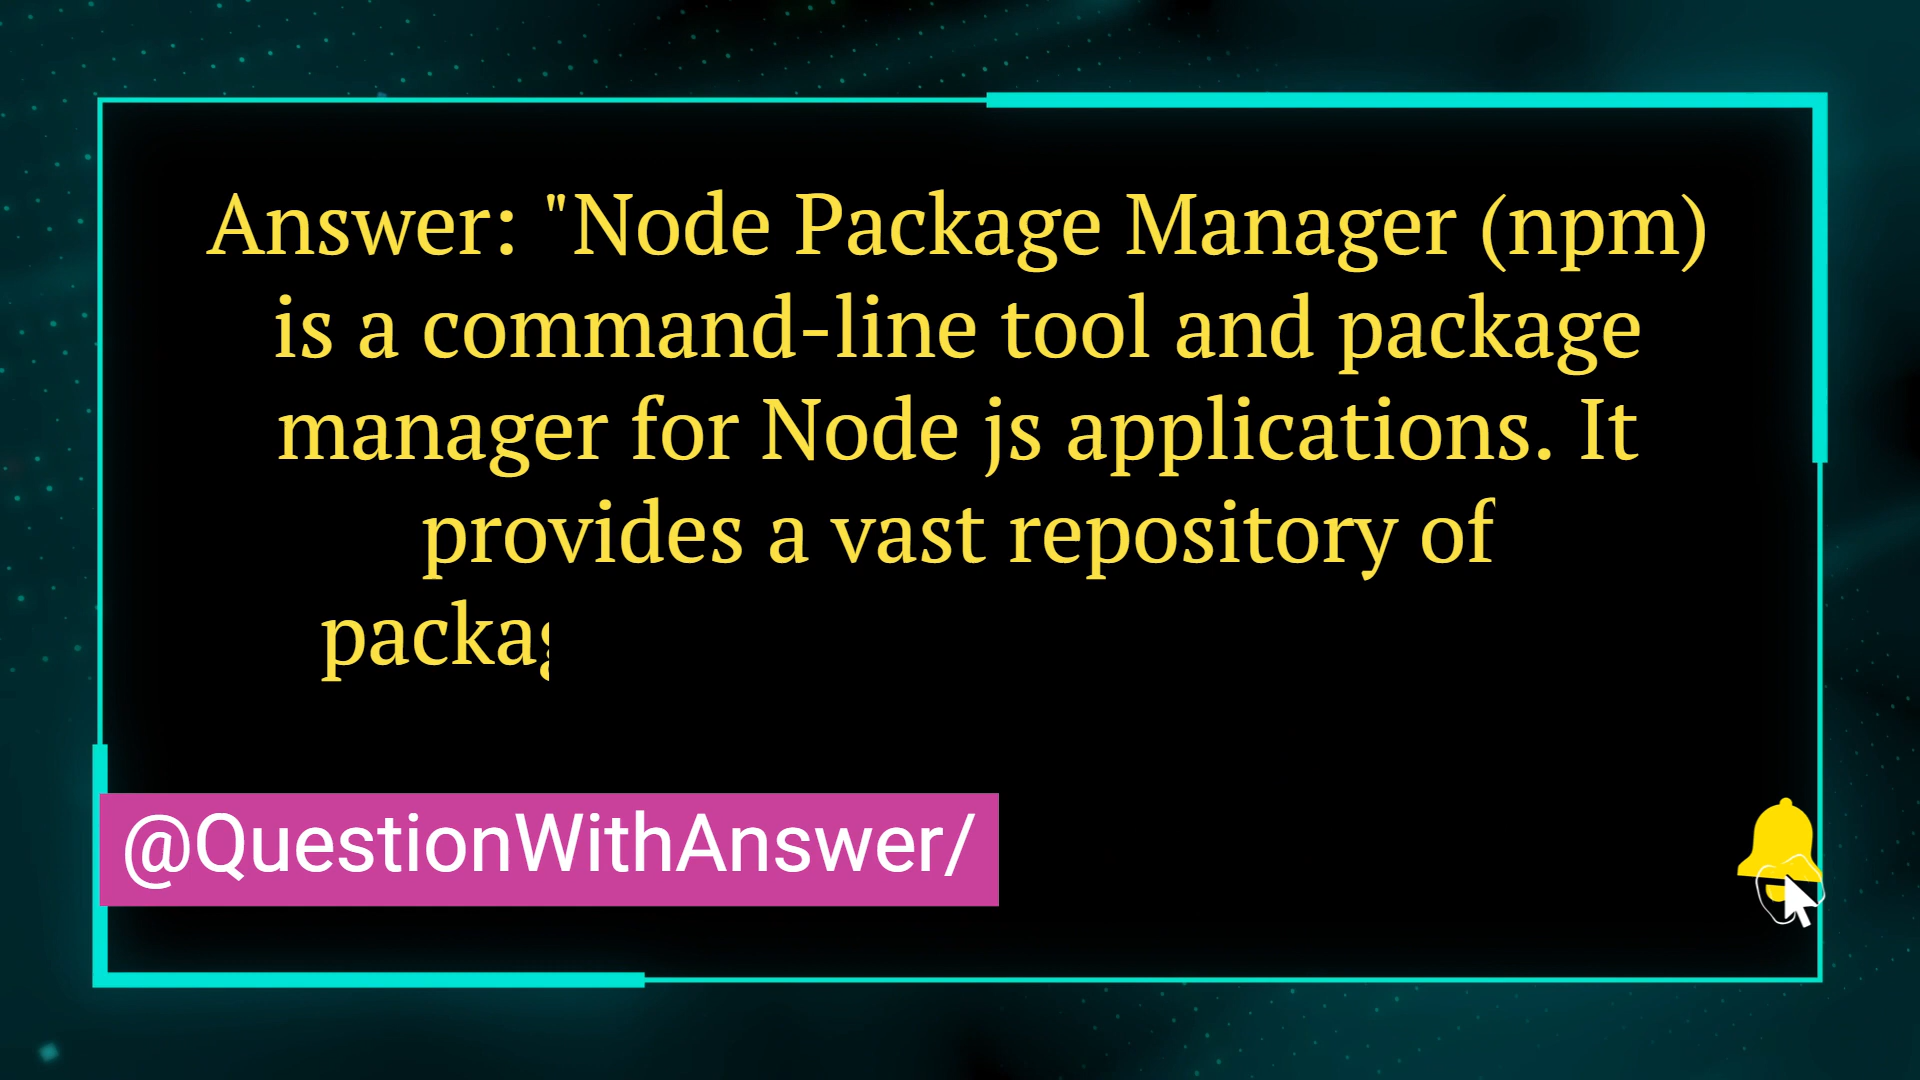 Answer: "Node Package Manager (npm)
is a command-line tool and package
manager for Node js applications. It
provides a vast repository of
packag
@QuestionWithAnswer/